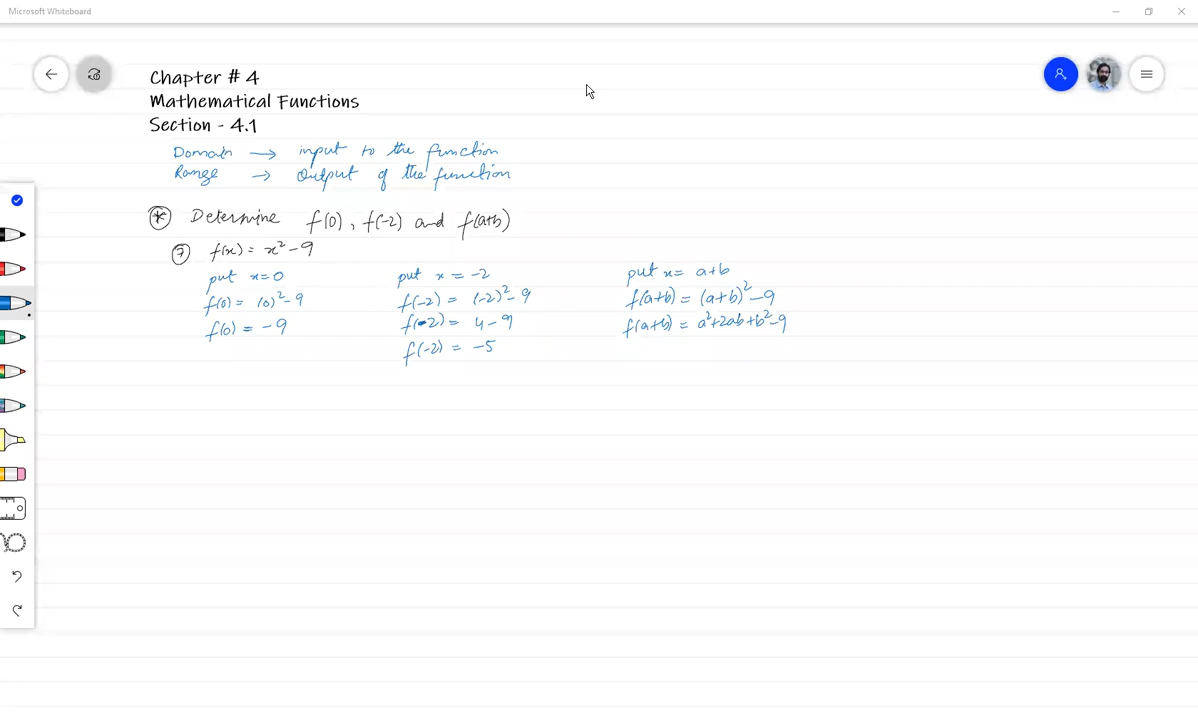 Microsoft Whiteboard
Chapter # 4
Mathematical Functions
Section - 4.1
Domain → input to the function
Range → output of the function
* Determine f(0), f(-2) and f(a+b)
7 f(x) = x² - 9
put x=0
f(0) = (0)² - 9
f(0) = -9
put x = -2
f(-2) = (-2)² - 9
f(-2) = 4 - 9
f(-2) = -5
put x = a+b
f(a+b) = (a+b)² - 9
f(a+b) = a²+2ab+b²-9